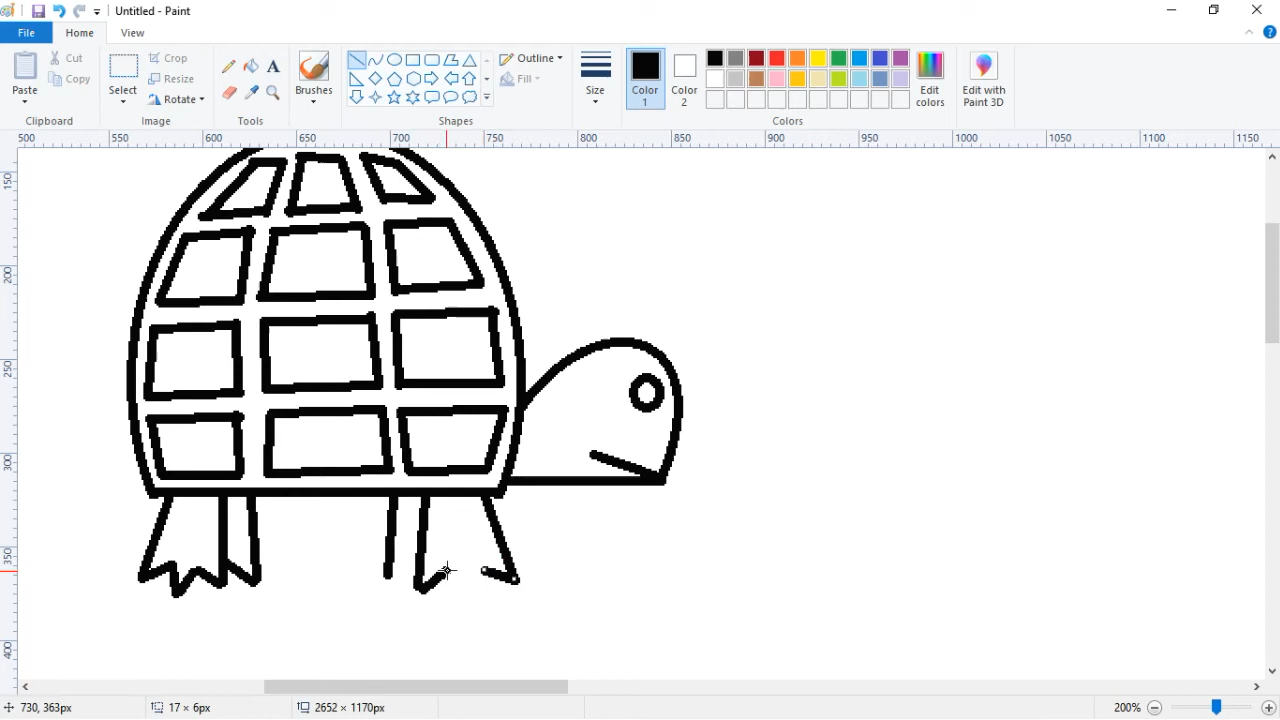 Untitled - Paint
File
Home
View
Paste
Cut
Copy
Clipboard
Select
Crop
Resize
Rotate
Image
A
Tools
Brushes
Shapes
Outline
Fill
Size
Color
1
Color
2
Edit
colors
Edit with
Paint 3D
Colors
500 550 600 650 700 750 800 850 1000 1050 1100 1150
150
200
250
300
350
400
730, 363px
17 × 6px
2652 × 1170px
200%